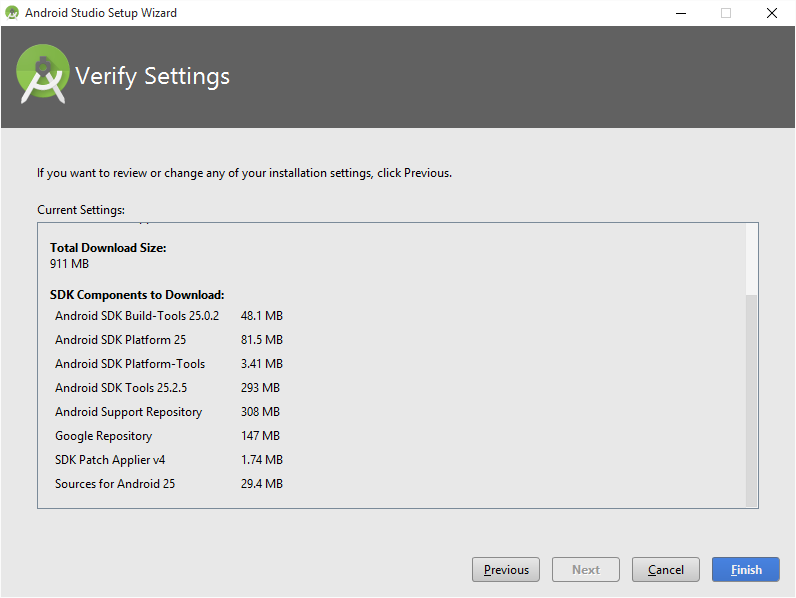 Android Studio Setup Wizard
Verify Settings
If you want to review or change any of your installation settings, click Previous.
Current Settings:
Total Download Size:
911 MB
SDK Components to Download:
Android SDK Build-Tools 25.0.2 48.1 MB
Android SDK Platform 25 81.5 MB
Android SDK Platform-Tools 3.41 MB
Android SDK Tools 25.2.5 293 MB
Android Support Repository 308 MB
Google Repository 147 MB
SDK Patch Applier v4 1.74 MB
Sources for Android 25 29.4 MB
Previous Next Cancel Finish